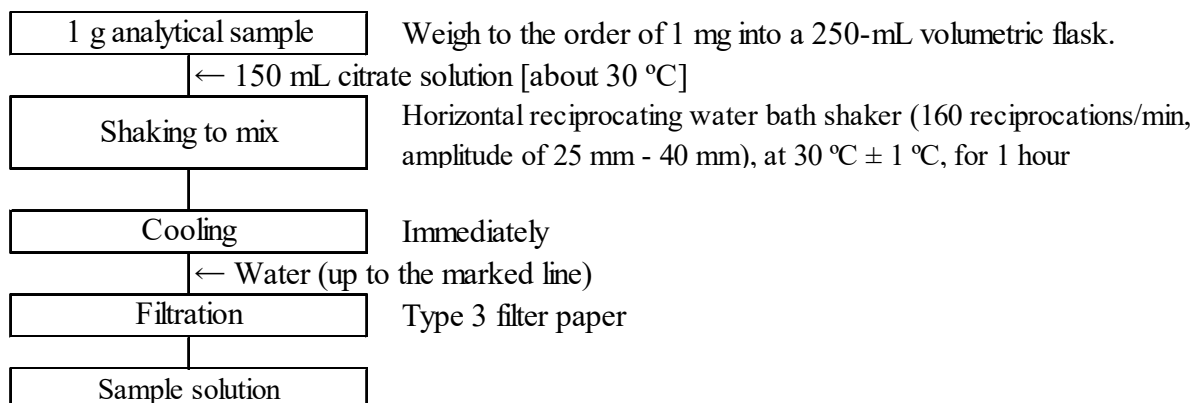 1 g analytical sample Weigh to the order of 1 mg into a 250-mL volumetric flask.
← 150 mL citrate solution [about 30 ºC]
Shaking to mix
Horizontal reciprocating water bath shaker (160 reciprocations/min,
amplitude of 25 mm - 40 mm), at 30 ºC ± 1 ºC, for 1 hour
Cooling Immediately
← Water (up to the marked line)
Filtration Type 3 filter paper
Sample solution